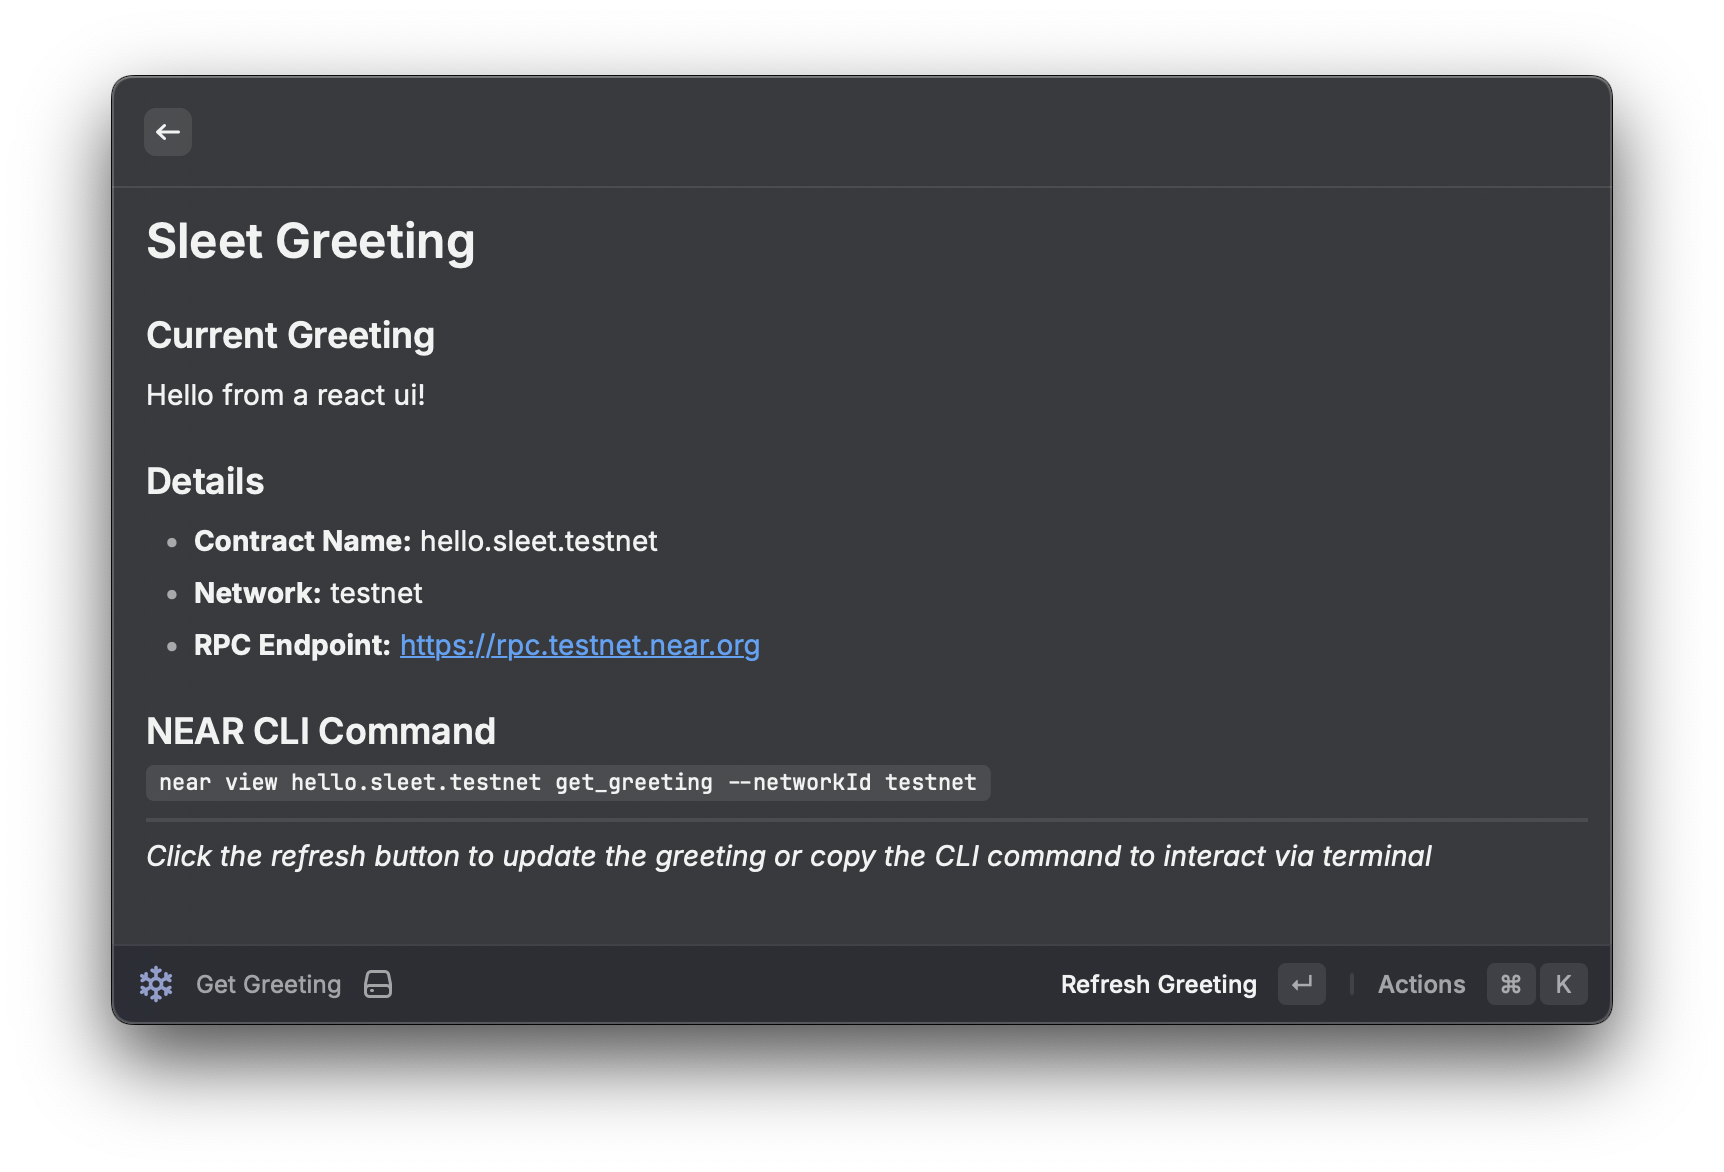 Sleet Greeting
Current Greeting
Hello from a react ui!
Details
Contract Name: hello.sleet.testnet
Network: testnet
RPC Endpoint: https://rpc.testnet.near.org
NEAR CLI Command
near view hello.sleet.testnet get_greeting --networkId testnet
Click the refresh button to update the greeting or copy the CLI command to interact via terminal
Get Greeting
Refresh Greeting
Actions ⌘ K